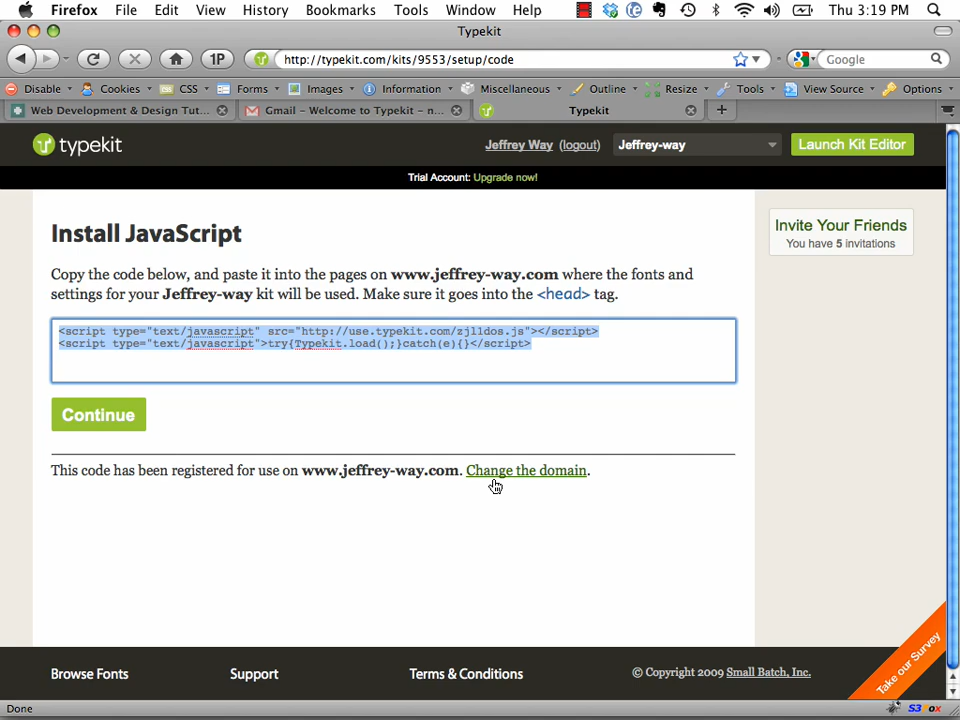 Firefox File Edit View History Bookmarks Tools Window Help Thu 3:19 PM
Typekit
1P http://typekit.com/kits/9553/setup/code Google
Disable Cookies CSS Forms Images Information Miscellaneous Outline Resize Tools View Source Options
Web Development & Design Tut... Gmail - Welcome to Typekit - n... Typekit
typekit Jeffrey Way (logout) Jeffrey-way Launch Kit Editor
Trial Account: Upgrade now!
Install JavaScript
Invite Your Friends
You have 5 invitations
Copy the code below, and paste it into the pages on www.jeffrey-way.com where the fonts and
settings for your Jeffrey-way kit will be used. Make sure it goes into the <head> tag.
<script type="text/javascript" src="http://use.typekit.com/zjl1dos.js"></script>
<script type="text/javascript">try{Typekit.load();}catch(e){}</script>
Continue
This code has been registered for use on www.jeffrey-way.com. Change the domain.
Take our Survey
Browse Fonts Support Terms & Conditions © Copyright 2009 Small Batch, Inc.
Done S3Fox